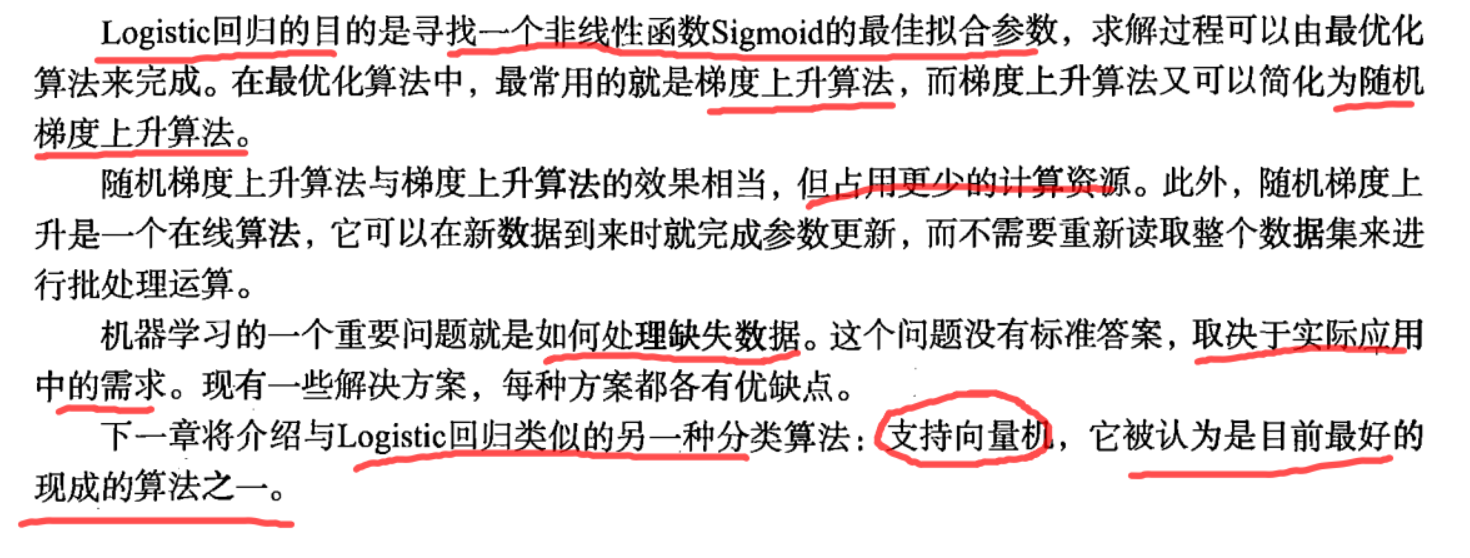 Logistic回归的目的是寻找一个非线性函数Sigmoid的最佳拟合参数，求解过程可以由最优化
算法来完成。在最优化算法中，最常用的就是梯度上升算法，而梯度上升算法又可以简化为随机
梯度上升算法。
随机梯度上升算法与梯度上升算法的效果相当，但占用更少的计算资源。此外，随机梯度上
升是一个在线算法，它可以在新数据到来时就完成参数更新，而不需要重新读取整个数据集来进
行批处理运算。
机器学习的一个重要问题就是如何处理缺失数据。这个问题没有标准答案，取决于实际应用
中的需求。现有一些解决方案，每种方案都各有优缺点。
下一章将介绍与Logistic回归类似的另一种分类算法：支持向量机，它被认为是目前最好的
现成的算法之一。